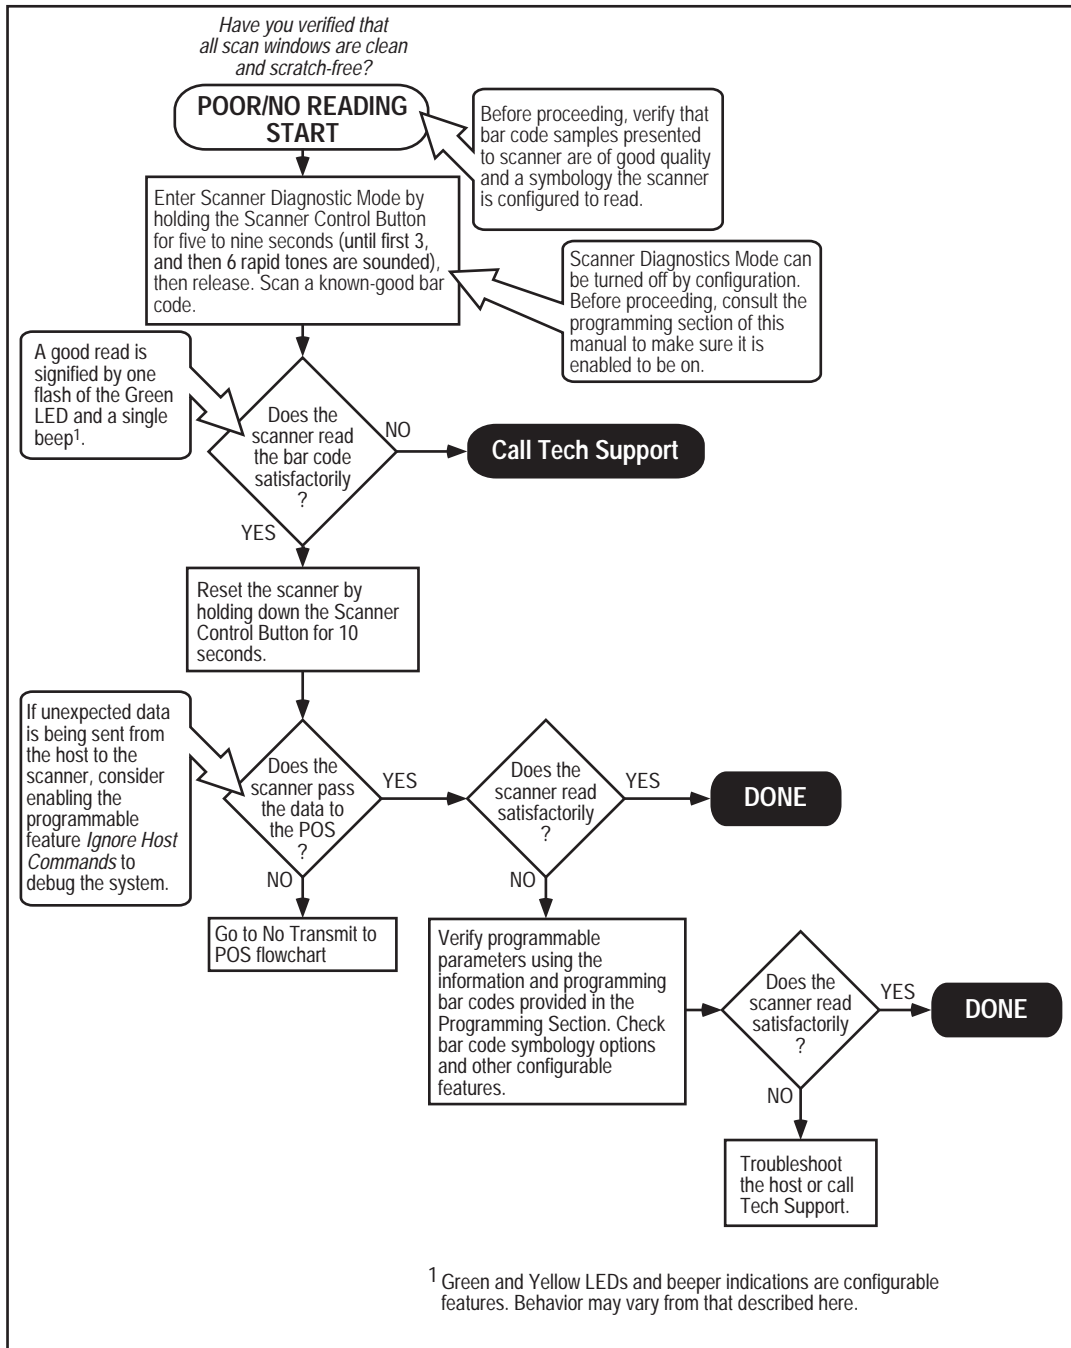 Have you verified that
all scan windows are clean
and scratch-free?
POOR/NO READING
START
Before proceeding, verify that
bar code samples presented
to scanner are of good quality
and a symbology the scanner
is configured to read.
Enter Scanner Diagnostic Mode by
holding the Scanner Control Button
for five to nine seconds (until first 3,
and then 6 rapid tones are sounded),
then release. Scan a known-good bar
code.
Scanner Diagnostics Mode can
be turned off by configuration.
Before proceeding, consult the
programming section of this
manual to make sure it is
enabled to be on.
A good read is
signified by one
flash of the Green
LED and a single
beep1.
Does the
scanner read
the bar code
satisfactorily
?
NO
Call Tech Support
YES
Reset the scanner by
holding down the Scanner
Control Button for 10
seconds.
If unexpected data
is being sent from
the host to the
scanner, consider
enabling the
programmable
feature Ignore Host
Commands to
debug the system.
Does the
scanner pass
the data to
the POS
?
YES
Does the
scanner read
satisfactorily
?
YES
DONE
NO
Go to No Transmit to
POS flowchart
NO
Verify programmable
parameters using the
information and programming
bar codes provided in the
Programming Section. Check
bar code symbology options
and other configurable
features.
Does the
scanner read
satisfactorily
?
YES
DONE
NO
Troubleshoot
the host or call
Tech Support.
1 Green and Yellow LEDs and beeper indications are configurable
features. Behavior may vary from that described here.